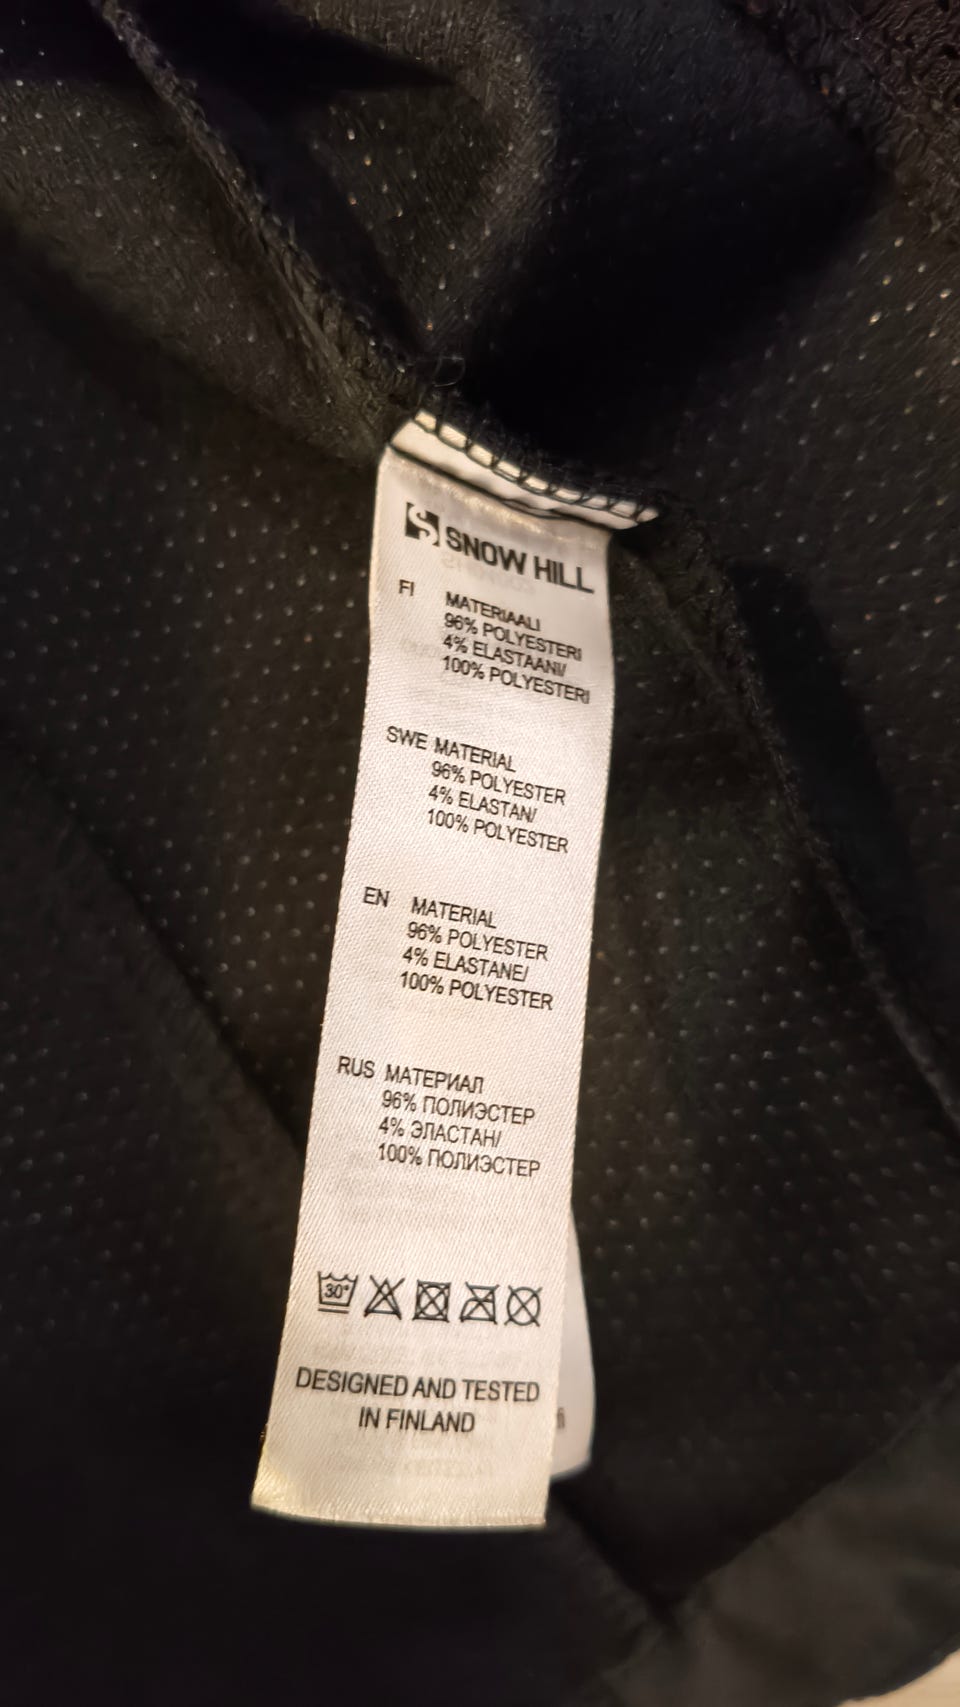 S SNOW HILL
FI MATERIAALI
96% POLYESTERI
4% ELASTAANI/
100% POLYESTERI
SWE MATERIAL
96% POLYESTER
4% ELASTAN/
100% POLYESTER
EN MATERIAL
96% POLYESTER
4% ELASTANE/
100% POLYESTER
RUS МАТЕРИАЛ
96% ПОЛИЭСТЕР
4% ЭЛАСТАН/
100% ПОЛИЭСТЕР
30°
DESIGNED AND TESTED
IN FINLAND